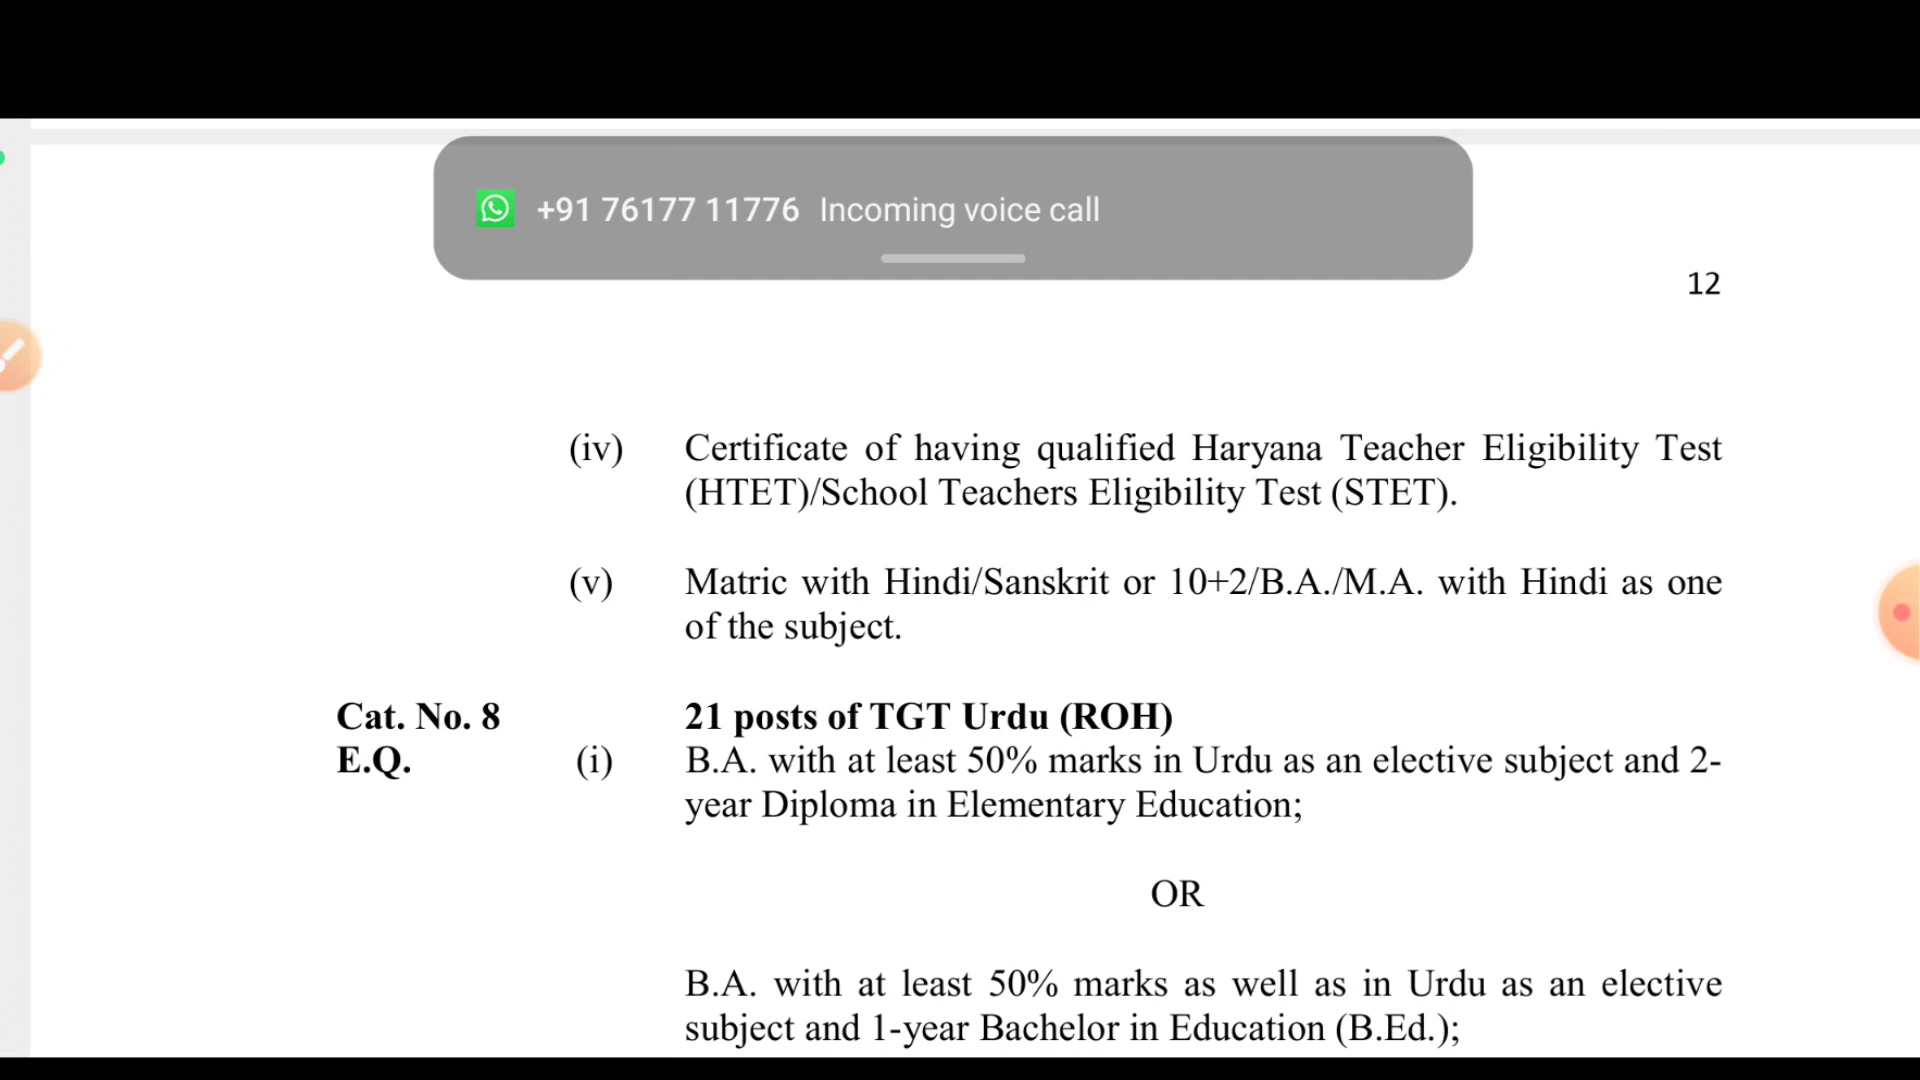 +91 76177 11776 Incoming voice call
12
(iv) Certificate of having qualified Haryana Teacher Eligibility Test
(HTET)/School Teachers Eligibility Test (STET).
(v) Matric with Hindi/Sanskrit or 10+2/B.A./M.A. with Hindi as one
of the subject.
Cat. No. 8 21 posts of TGT Urdu (ROH)
E.Q. (i) B.A. with at least 50% marks in Urdu as an elective subject and 2-
year Diploma in Elementary Education;
OR
B.A. with at least 50% marks as well as in Urdu as an elective
subject and 1-year Bachelor in Education (B.Ed.);